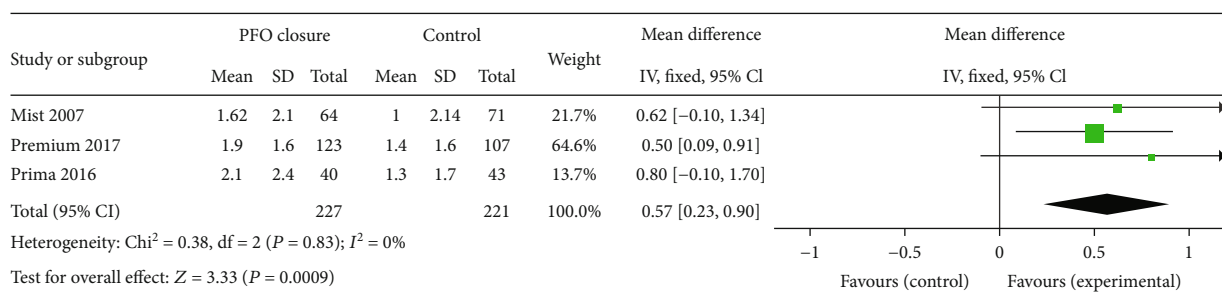 PFO closure Control Mean difference Mean difference
Study or subgroup Weight
Mean SD Total Mean SD Total IV, fixed, 95% Cl IV, fixed, 95% Cl
Mist 2007 1.62 2.1 64 1 2.14 71 21.7% 0.62 [−0.10, 1.34]
Premium 2017 1.9 1.6 123 1.4 1.6 107 64.6% 0.50 [0.09, 0.91]
Prima 2016 2.1 2.4 40 1.3 1.7 43 13.7% 0.80 [−0.10, 1.70]
Total (95% CI) 227 221 100.0% 0.57 [0.23, 0.90]
Heterogeneity: Chi² = 0.38, df = 2 (P = 0.83); I² = 0%
−1 −0.5 0 0.5 1
Test for overall effect: Z = 3.33 (P = 0.0009)
Favours (control) Favours (experimental)